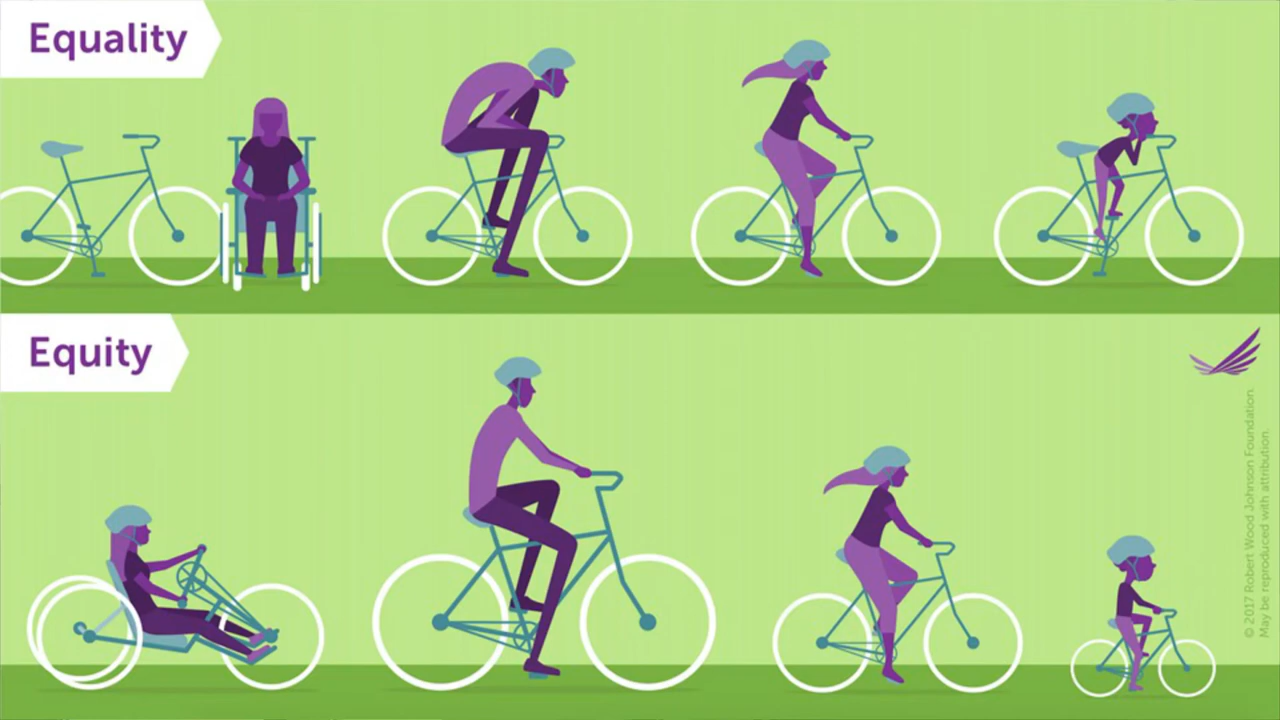 Equality
Equity
© 2017 Robert Wood Johnson Foundation.
May be reproduced with attribution.